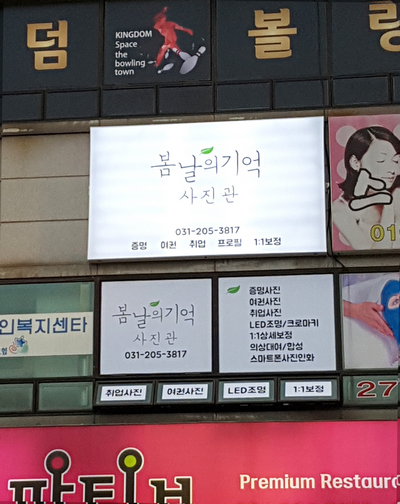 덤 볼링
KINGDOM
Space
the
bowling
town
봄날의기억
사진관
031-205-3817
증명 여권 취업 프로필 1:1보정
01
인복지센타
봄날의기억
사진관
031-205-3817
증명사진
여권사진
취업사진
LED조명/크로마키
1:1상세보정
의상대여/합성
스마트폰사진인화
취업사진 여권사진 LED조명 1:1보정
27
Premium Restaura